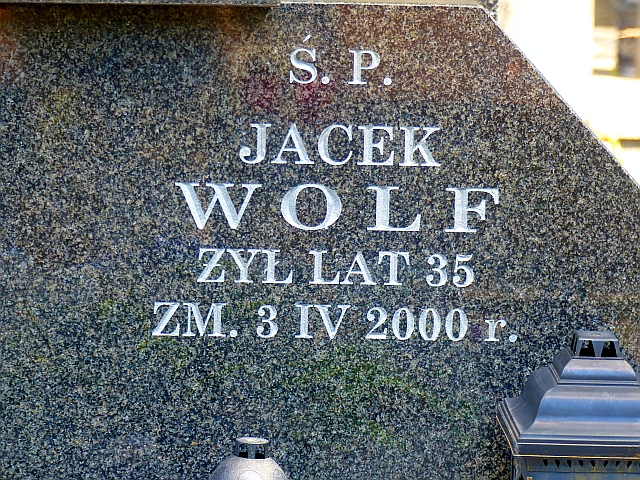 Ś. P.
JACEK
WOLF
ZYŁ LAT 35
ZM. 3 IV 2000 r.